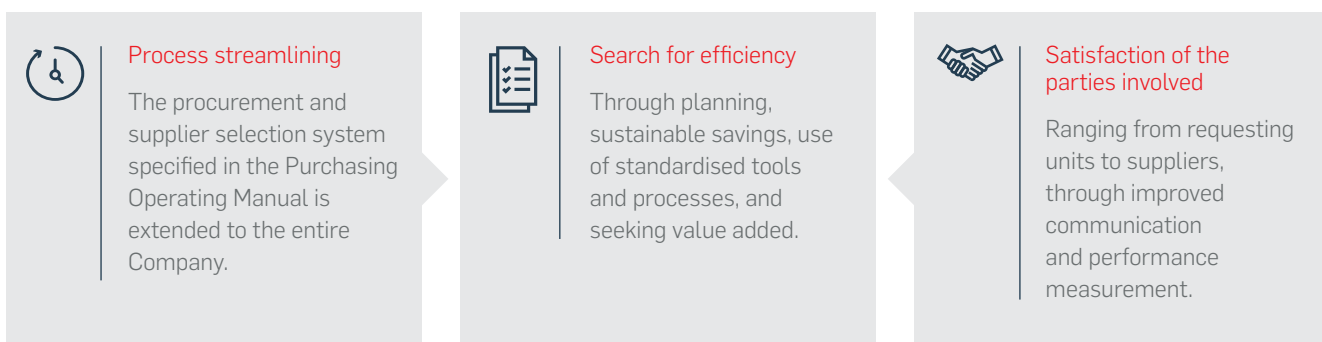 Process streamlining
The procurement and
supplier selection system
specified in the Purchasing
Operating Manual is
extended to the entire
Company.
Search for efficiency
Through planning,
sustainable savings, use
of standardised tools
and processes, and
seeking value added.
Satisfaction of the
parties involved
Ranging from requesting
units to suppliers,
through improved
communication
and performance
measurement.